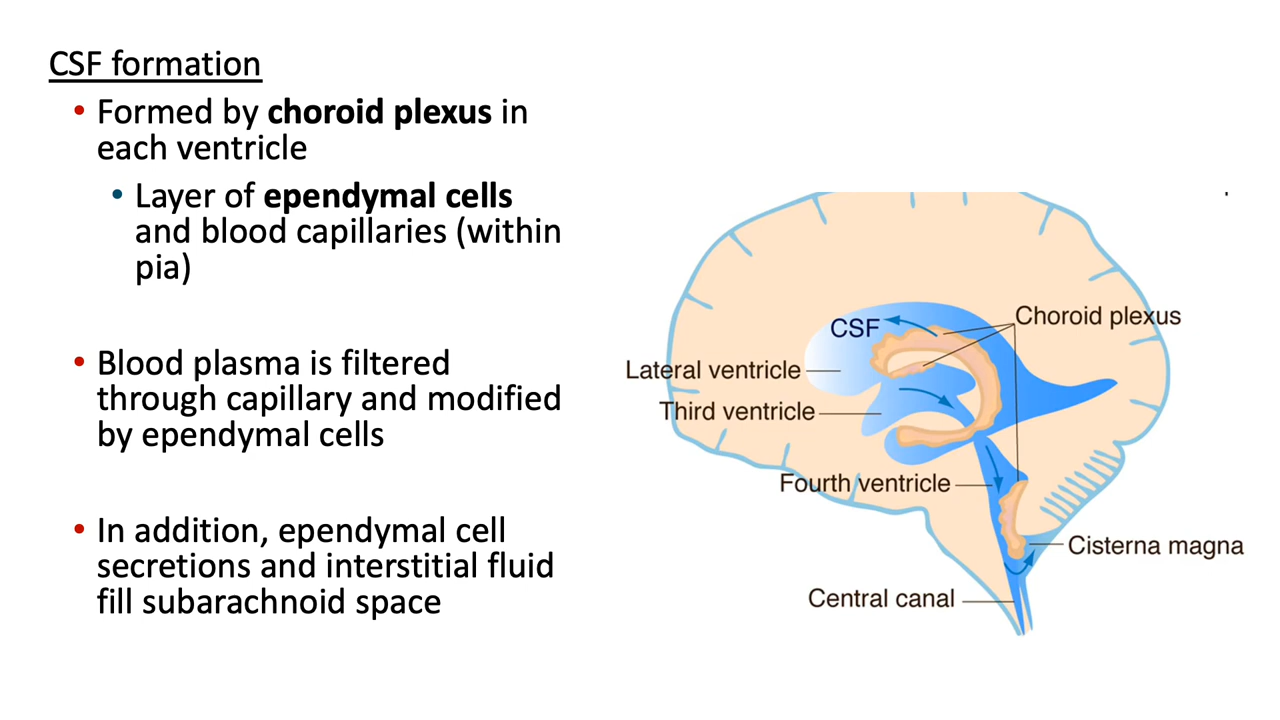 CSF formation
• Formed by choroid plexus in
each ventricle
• Layer of ependymal cells
and blood capillaries (within
pia)
• Blood plasma is filtered
through capillary and modified
by ependymal cells
• In addition, ependymal cell
secretions and interstitial fluid
fill subarachnoid space
CSF
Choroid plexus
Lateral ventricle
Third ventricle
Fourth ventricle
Cisterna magna
Central canal